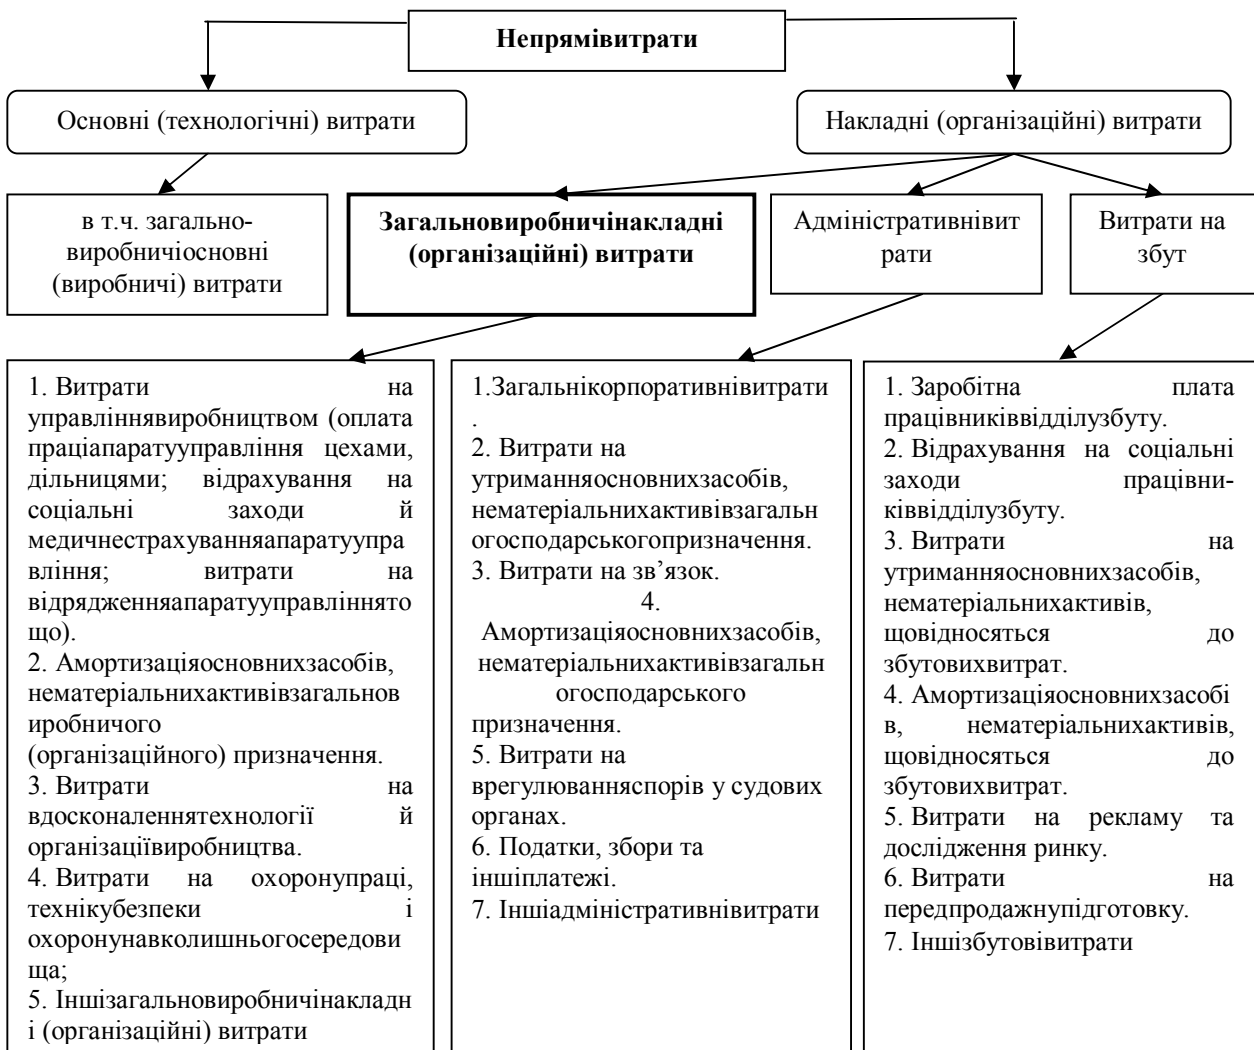 Непрямівитрати
Основні (технологічні) витрати
Накладні (організаційні) витрати
в т.ч. загально-
виробничіосновні
(виробничі) витрати
Загальновиробничінакладні
(організаційні) витрати
Адміністративнівит
рати
Витрати на
збут
1. Витрати на
управліннявиробництвом (оплата
праціапаратууправління цехами,
дільницями; відрахування на
соціальні заходи й
медичнестрахуванняапаратуупра
вління; витрати на
відрядженняапаратууправліннято
що).
2. Амортизаціяосновнихзасобів,
нематеріальнихактивівзагальнов
иробничого
(організаційного) призначення.
3. Витрати на
вдосконаленнятехнології й
організаціївиробництва.
4. Витрати на охоронупраці,
технікубезпеки і
охоронунавколишньогосередови
ща;
5. Іншізагальновиробничінакладн
і (організаційні) витрати
1.Загальнікорпоративнівитрати
.
2. Витрати на
утриманняосновнихзасобів,
нематеріальнихактивівзагальн
огосподарськогопризначення.
3. Витрати на зв’язок.
4.
Амортизаціяосновнихзасобів,
нематеріальнихактивівзагальн
огосподарського
призначення.
5. Витрати на
врегулюванняспорів у судових
органах.
6. Податки, збори та
іншіплатежі.
7. Іншіадміністративнівитрати
1. Заробітна плата
працівниківвідділузбуту.
2. Відрахування на соціальні
заходи працівни-
ківвідділузбуту.
3. Витрати на
утриманняосновнихзасобів,
нематеріальнихактивів,
щовідносяться до
збутовихвитрат.
4. Амортизаціяосновнихзасобі
в, нематеріальнихактивів,
щовідносяться до
збутовихвитрат.
5. Витрати на рекламу та
дослідження ринку.
6. Витрати на
передпродажнупідготовку.
7. Іншізбутовівитрати